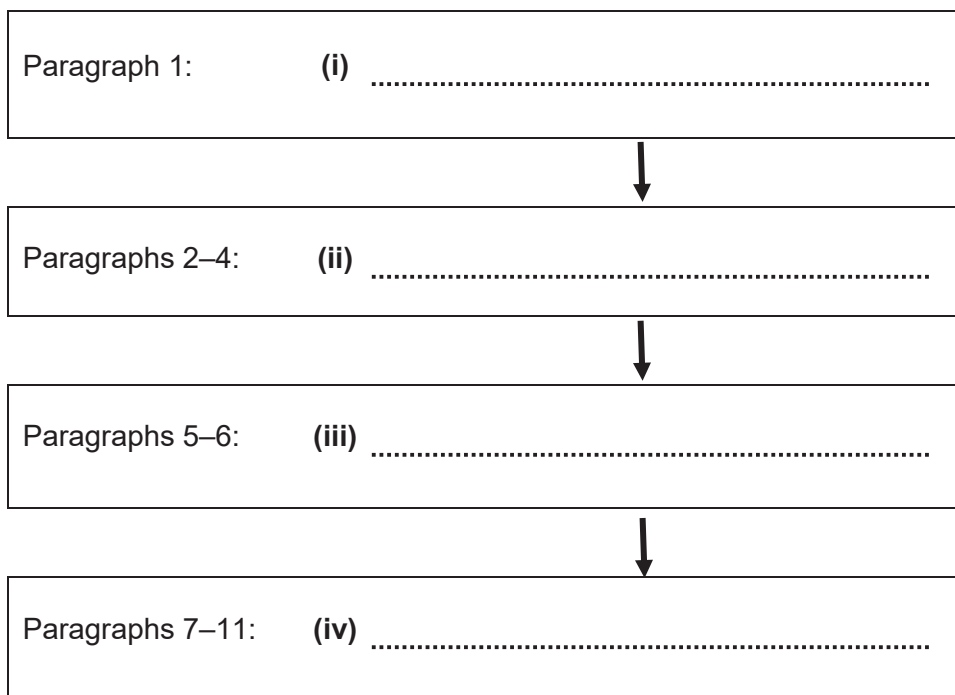 Paragraph 1: (i) ................................................................................
Paragraphs 2–4: (ii) ................................................................................
Paragraphs 5–6: (iii) ................................................................................
Paragraphs 7–11: (iv) ................................................................................